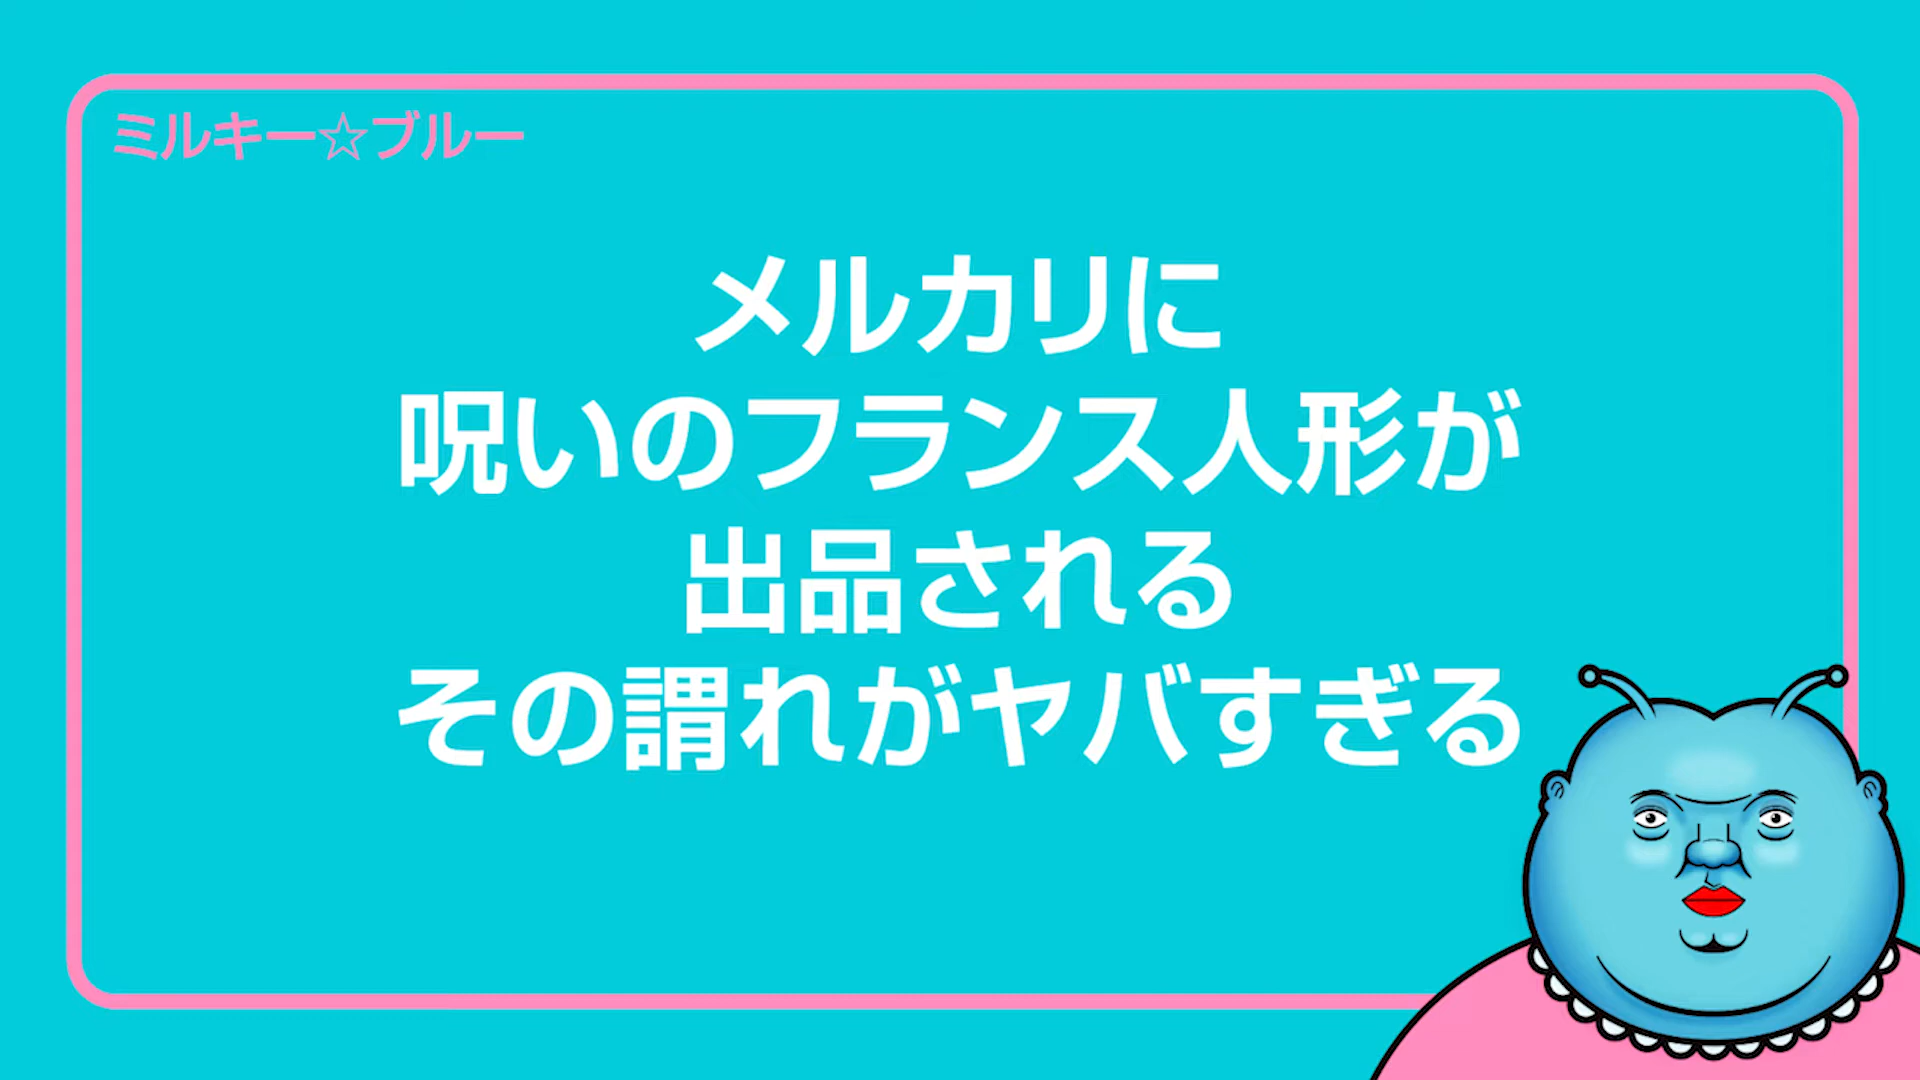 ミルキー☆ブルー
メルカリに
呪いのフランス人形が
出品される
その謂れがヤバすぎる